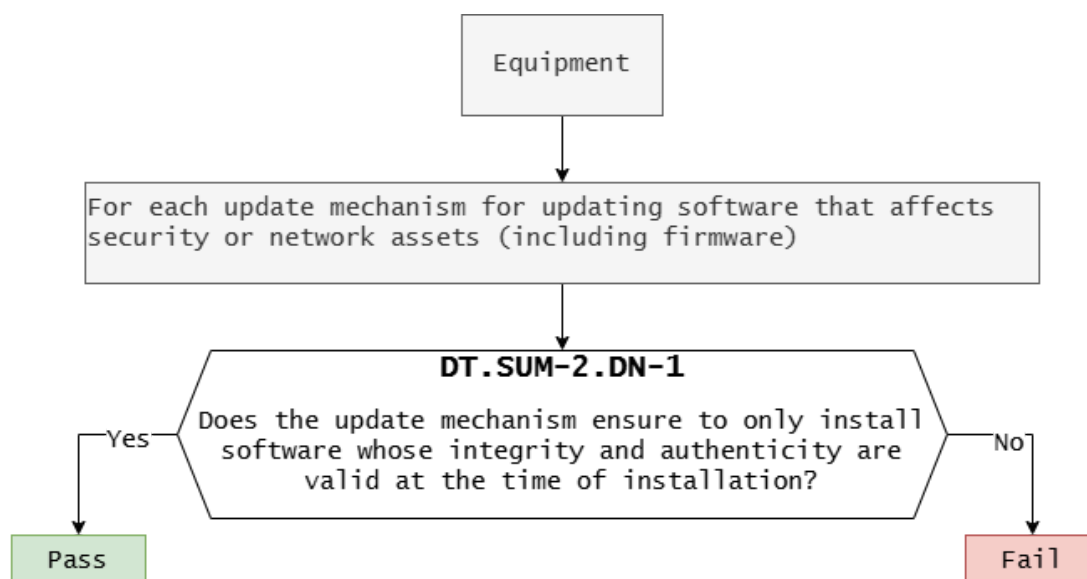 Equipment
For each update mechanism for updating software that affects
security or network assets (including firmware)
DT.SUM-2.DN-1
Does the update mechanism ensure to only install
software whose integrity and authenticity are
valid at the time of installation?
Yes
No
Pass
Fail